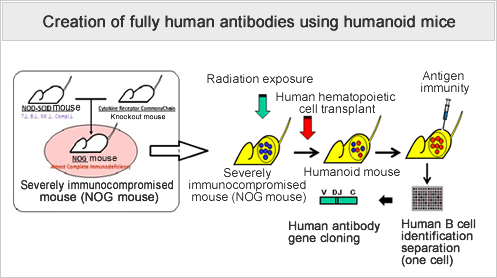 Creation of fully human antibodies using humanoid mice
NOD-SCID mouse
Cytokine Receptor CommonγChain
Knockout mouse
NOG mouse
Severely immunocompromised
mouse (NOG mouse)
Radiation exposure
Human hematopoietic
cell transplant
Antigen
immunity
Severely
immunocompromised
mouse (NOG mouse)
Humanoid mouse
V DJ C
Human antibody
gene cloning
Human B cell
identification
separation
(one cell)